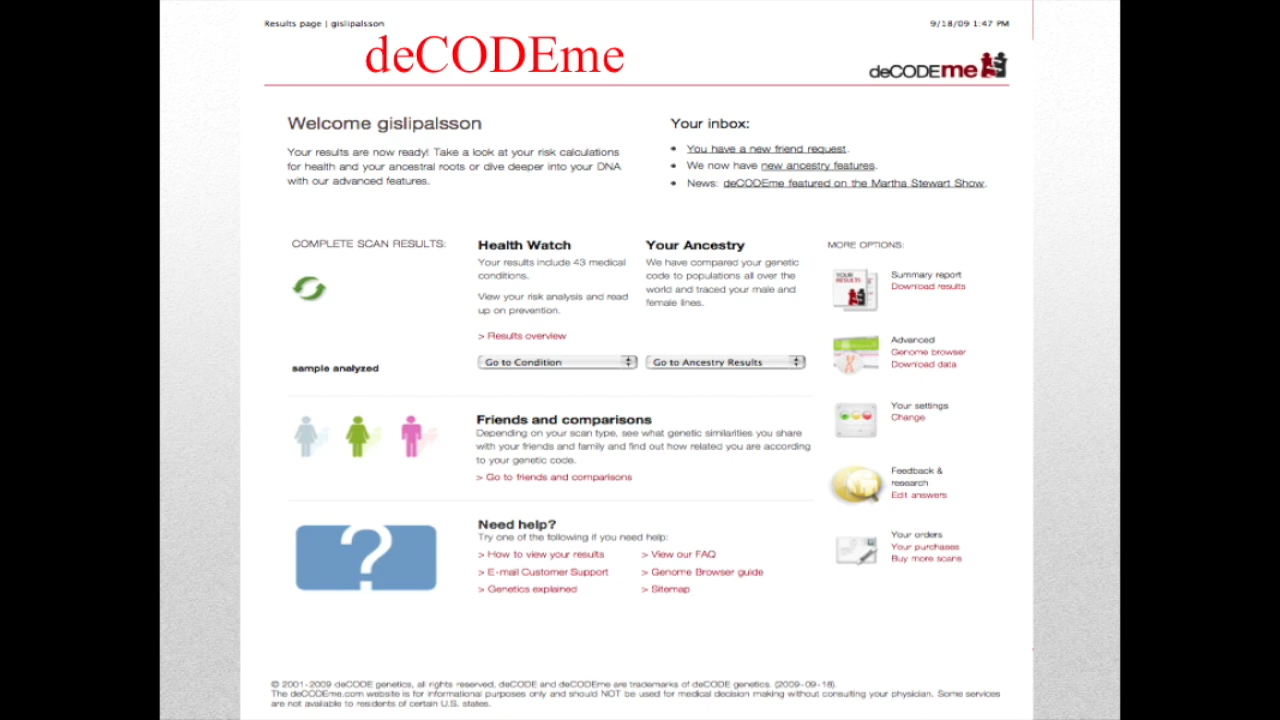 Results page | gislipalsson
9/18/09 1:47 PM
deCODEme
deCODEme
Welcome gislipalsson
Your results are now ready! Take a look at your risk calculations
for health and your ancestral roots or dive deeper into your DNA
with our advanced features.
Your inbox:
• You have a new friend request.
• We now have new ancestry features.
• News: deCODEme featured on the Martha Stewart Show.
COMPLETE SCAN RESULTS:
sample analyzed
Health Watch
Your results include 43 medical
conditions.
View your risk analysis and read
up on prevention.
> Results overview
Go to Condition
Your Ancestry
We have compared your genetic
code to populations all over the
world and traced your male and
female lines.
Go to Ancestry Results
MORE OPTIONS:
YOUR
RESULTS
Summary report
Download results
Advanced
Genome browser
Download data
Your settings
Change
Feedback &
research
Edit answers
Your orders
Your purchases
Buy more scans
Friends and comparisons
Depending on your scan type, see what genetic similarities you share
with your friends and family and find out how related you are according
to your genetic code.
> Go to friends and comparisons
?
Need help?
Try one of the following if you need help:
> How to view your results
> E-mail Customer Support
> Genetics explained
> View our FAQ
> Genome Browser guide
> Sitemap
© 2001-2009 deCODE genetics, all rights reserved, deCODE and deCODEme are trademarks of deCODE genetics. (2009-09-18).
The deCODEme.com website is for informational purposes only and should NOT be used for medical decision making without consulting your physician. Some services
are not available to residents of certain U.S. states.